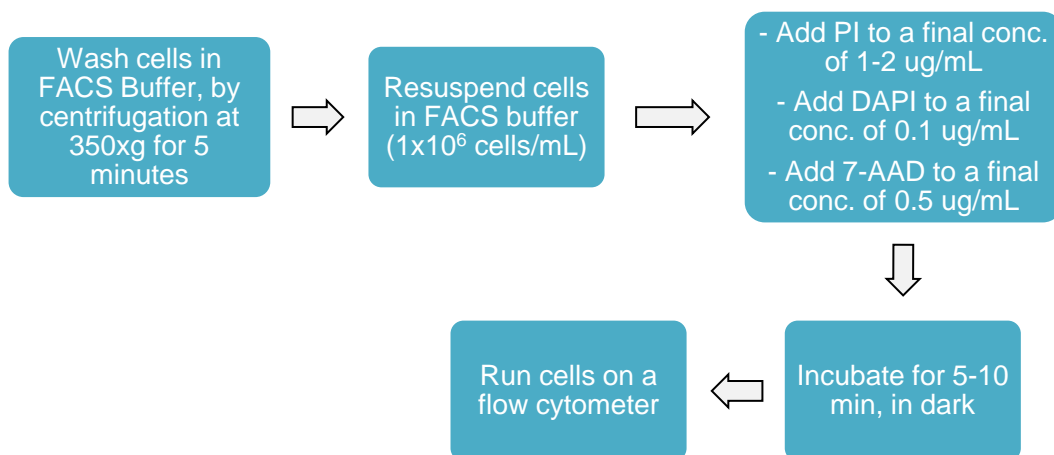 Wash cells in
FACS Buffer, by
centrifugation at
350xg for 5
minutes
Resuspend cells
in FACS buffer
(1x10⁶ cells/mL)
- Add PI to a final conc.
of 1-2 ug/mL
- Add DAPI to a final
conc. of 0.1 ug/mL
- Add 7-AAD to a final
conc. of 0.5 ug/mL
Incubate for 5-10
min, in dark
Run cells on a
flow cytometer